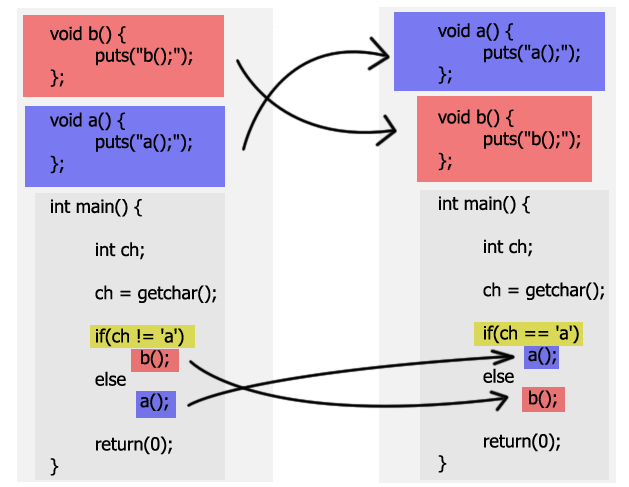 void b() {
puts("b();");
};
void a() {
puts("a();");
};
int main() {
int ch;
ch = getchar();
if(ch != 'a')
b();
else
a();
return(0);
}
void a() {
puts("a();");
};
void b() {
puts("b();");
};
int main() {
int ch;
ch = getchar();
if(ch == 'a')
a();
else
b();
return(0);
}